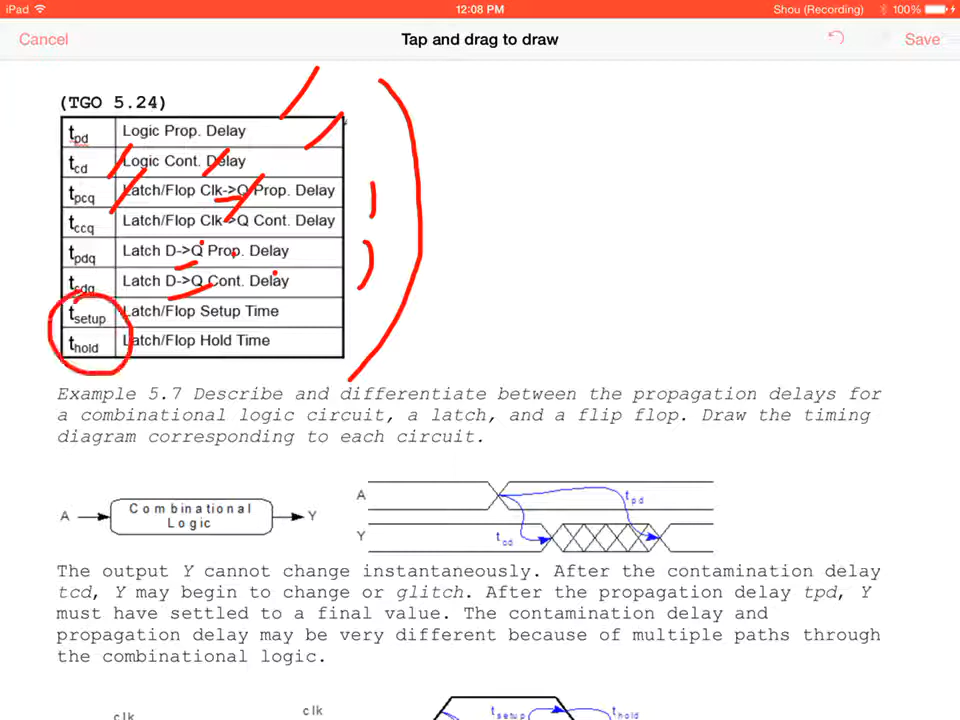 iPad 12:08 PM Shou (Recording) 100%
Cancel Tap and drag to draw Save
(TGO 5.24)
tpd Logic Prop. Delay
tcd Logic Cont. Delay
tpcq Latch/Flop Clk->Q Prop. Delay
tccq Latch/Flop Clk->Q Cont. Delay
tpdq Latch D->Q Prop. Delay
tcdq Latch D->Q Cont. Delay
tsetup Latch/Flop Setup Time
thold Latch/Flop Hold Time
Example 5.7 Describe and differentiate between the propagation delays for
a combinational logic circuit, a latch, and a flip flop. Draw the timing
diagram corresponding to each circuit.
A Combinational Logic Y
A tpd
Y tcd
The output Y cannot change instantaneously. After the contamination delay
tcd, Y may begin to change or glitch. After the propagation delay tpd, Y
must have settled to a final value. The contamination delay and
propagation delay may be very different because of multiple paths through
the combinational logic.
clk clk tsetup thold